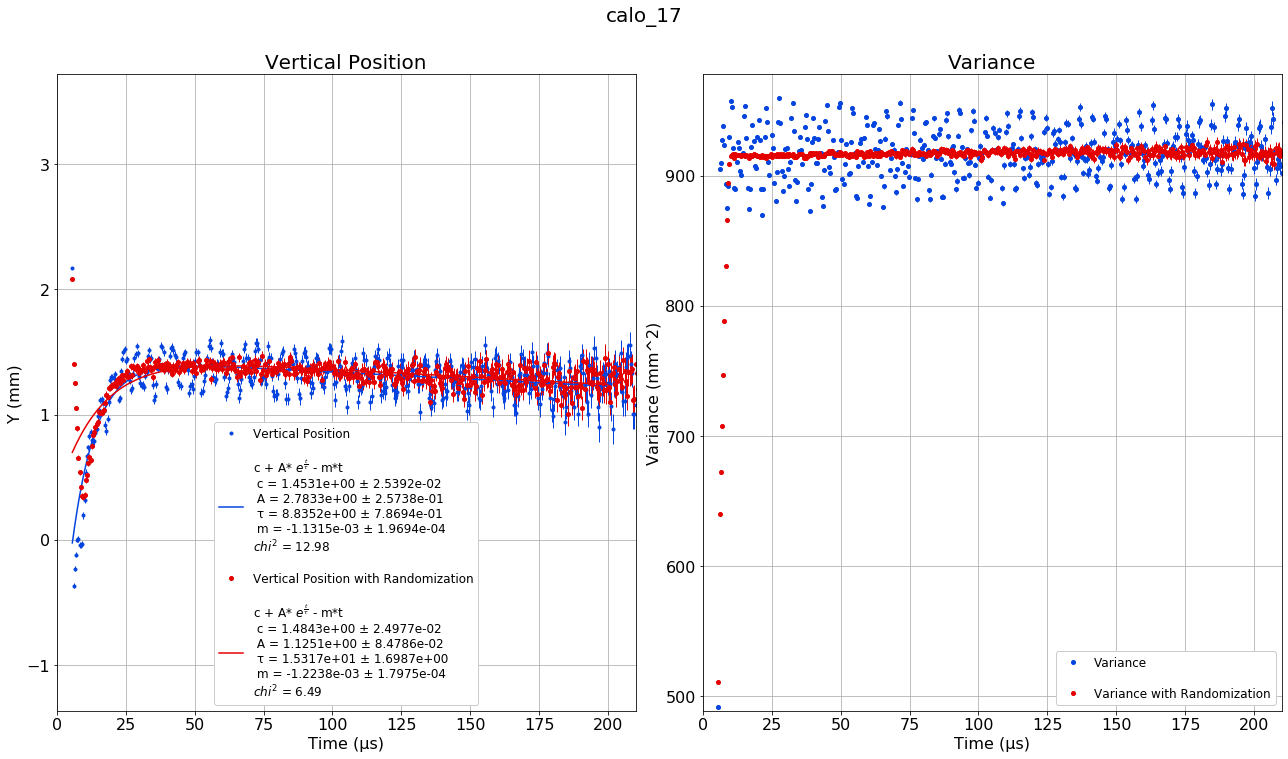 calo_17
Vertical Position
3
2
1
0
−1
Y (mm)
0 25 50 75 100 125 150 175 200
Time (μs)
Vertical Position
c + A* e^{t/τ} - m*t
c = 1.4531e+00 ± 2.5392e-02
A = 2.7833e+00 ± 2.5738e-01
τ = 8.8352e+00 ± 7.8694e-01
m = -1.1315e-03 ± 1.9694e-04
chi² = 12.98
Vertical Position with Randomization
c + A* e^{t/τ} - m*t
c = 1.4843e+00 ± 2.4977e-02
A = 1.1251e+00 ± 8.4786e-02
τ = 1.5317e+01 ± 1.6987e+00
m = -1.2238e-03 ± 1.7975e-04
chi² = 6.49
Variance
900
800
700
600
500
Variance (mm^2)
0 25 50 75 100 125 150 175 200
Time (μs)
Variance
Variance with Randomization